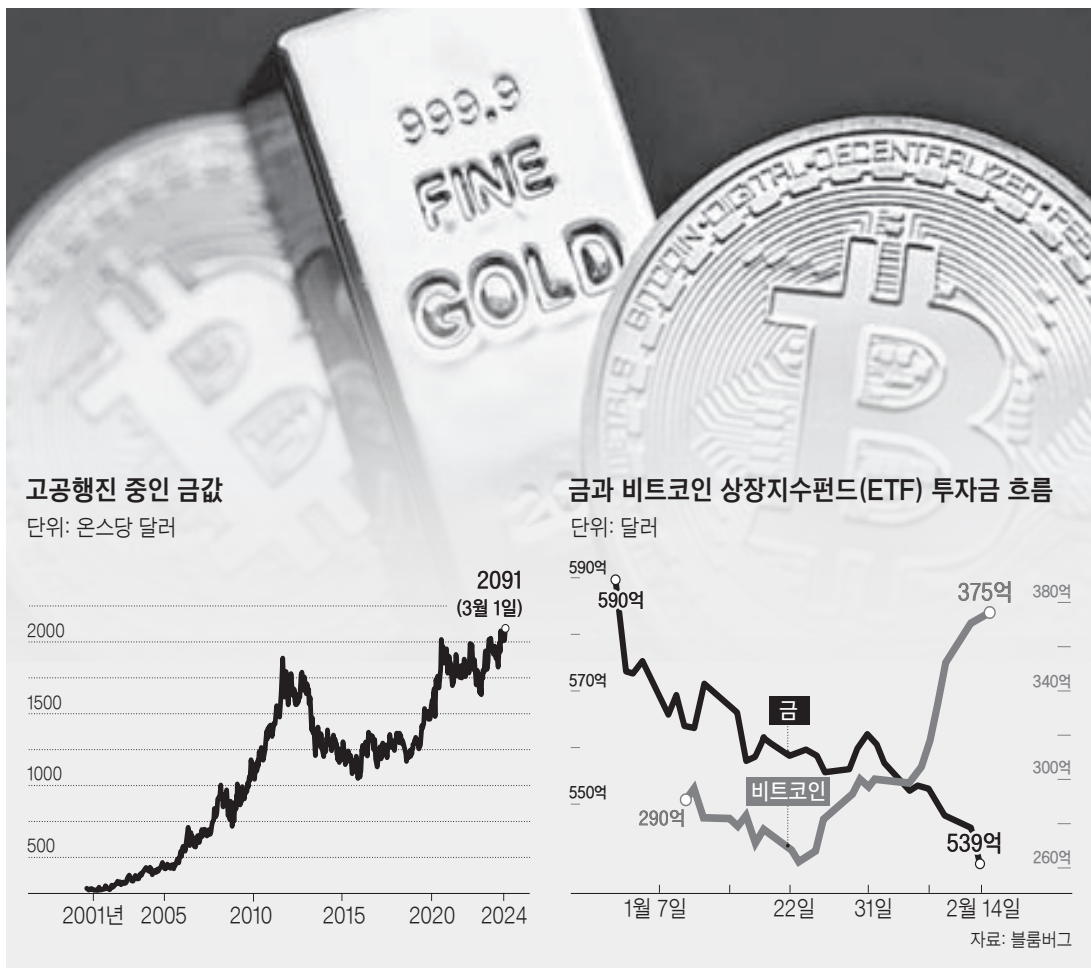 999.9
FINE
GOLD
BITCOIN·DIGITAL·DECENTRALIZED
고공행진 중인 금값
단위: 온스당 달러
2091
(3월 1일)
2000
1500
1000
500
2001년 2005 2010 2015 2020 2024
금과 비트코인 상장지수펀드(ETF) 투자금 흐름
단위: 달러
590억
590억
570억
550억
금
비트코인
290억
375억
539억
380억
340억
300억
260억
1월 7일 22일 31일 2월 14일
자료: 블룸버그